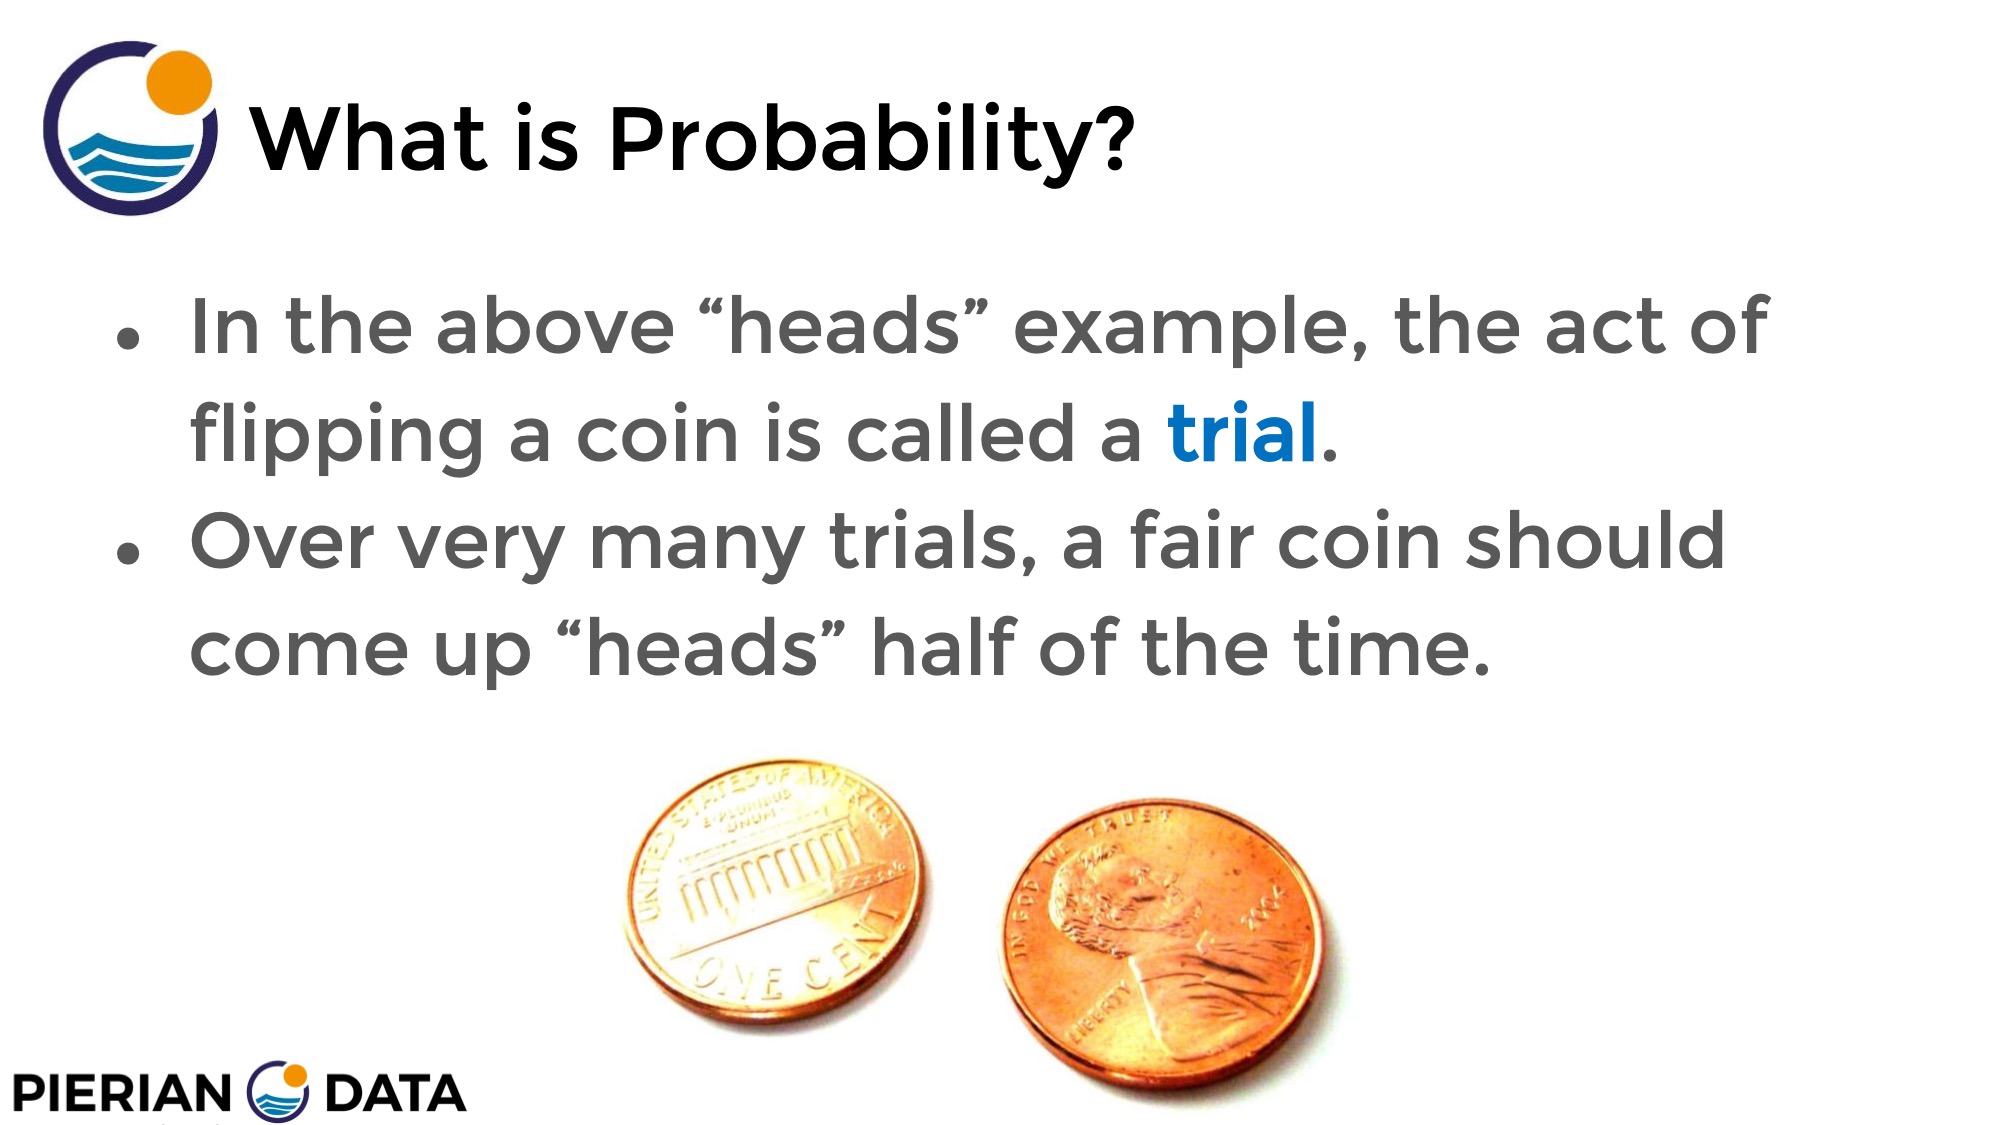 What is Probability?
● In the above “heads” example, the act of
flipping a coin is called a trial.
● Over very many trials, a fair coin should
come up “heads” half of the time.
UNITED STATES OF AMERICA
E·PLURIBUS
UNUM
ONE CENT
IN GOD WE TRUST
LIBERTY
2004
PIERIAN DATA